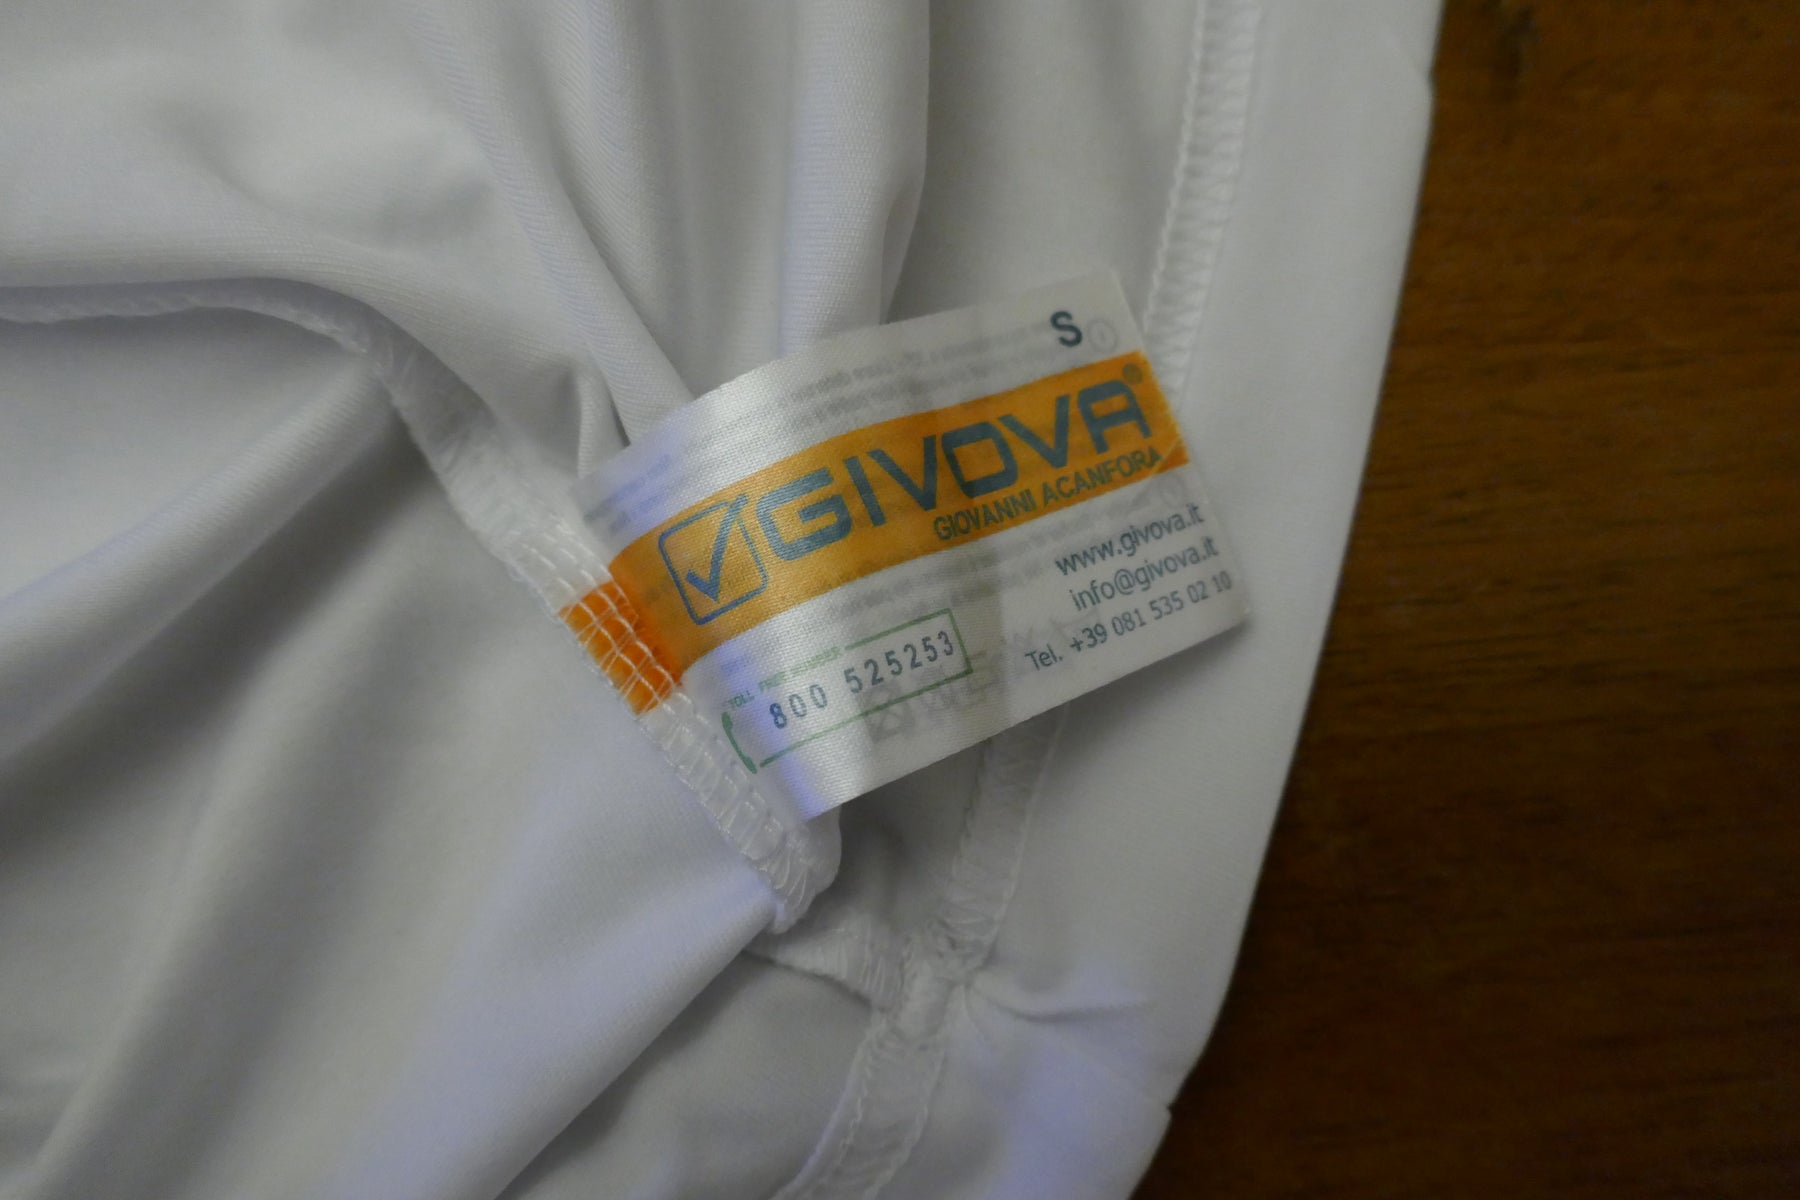 S
GIVOVA®
GIOVANNI ACANFORA
www.givova.it
info@givova.it
Tel. +39 081 535 02 10
TOLL FREE NUMBER
800 525253